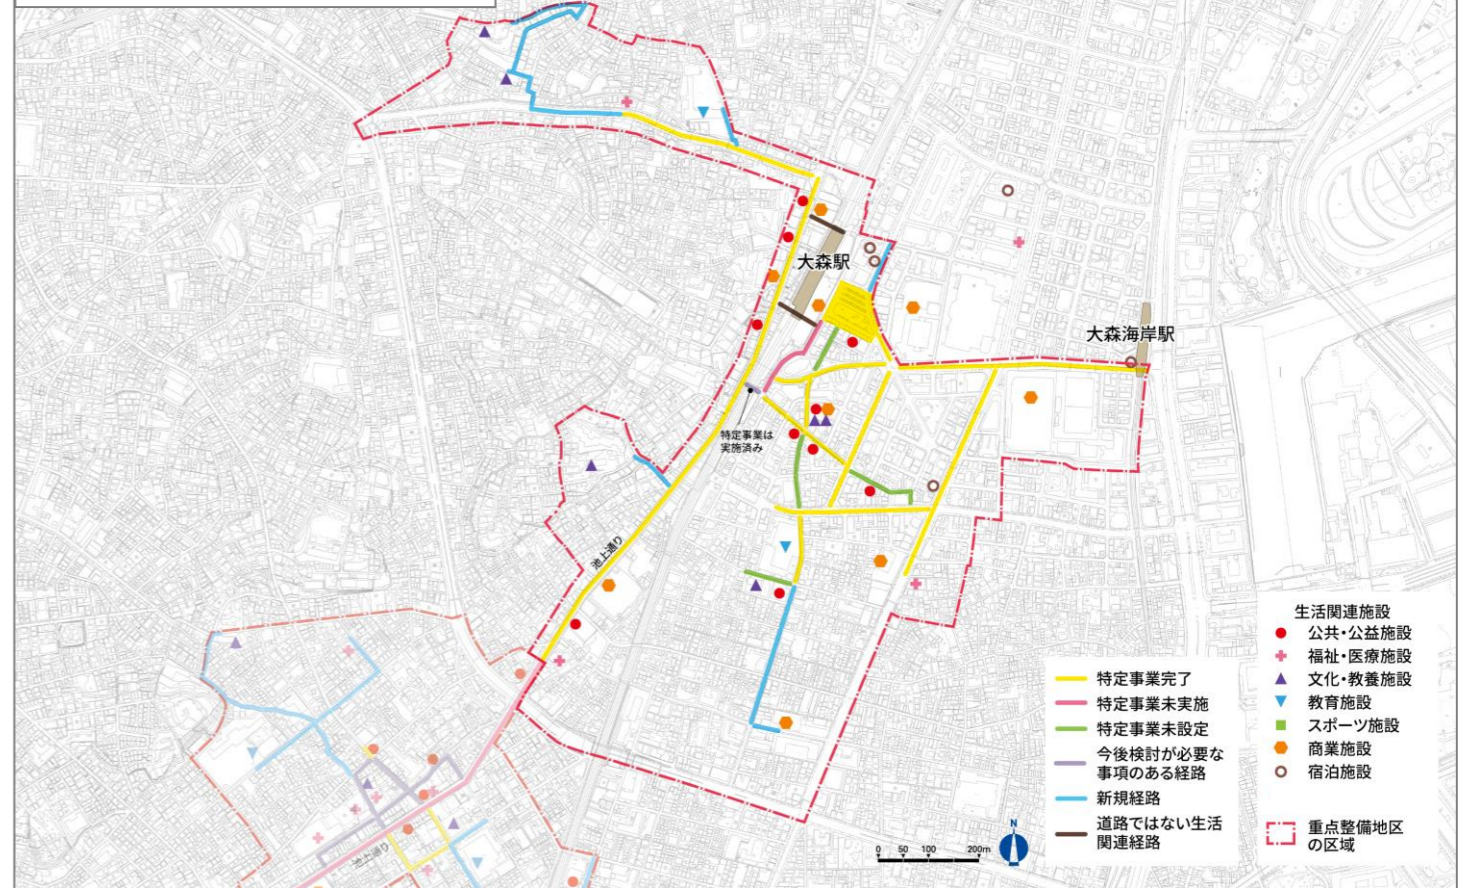 大森駅
大森海岸駅
特定事業は
実施済み
池上通り
池上通り
生活関連施設
公共・公益施設
福祉・医療施設
文化・教養施設
教育施設
スポーツ施設
商業施設
宿泊施設
重点整備地区
の区域
特定事業完了
特定事業未実施
特定事業未設定
今後検討が必要な
事項のある経路
新規経路
道路ではない生活
関連経路
0 50 100 200m
N